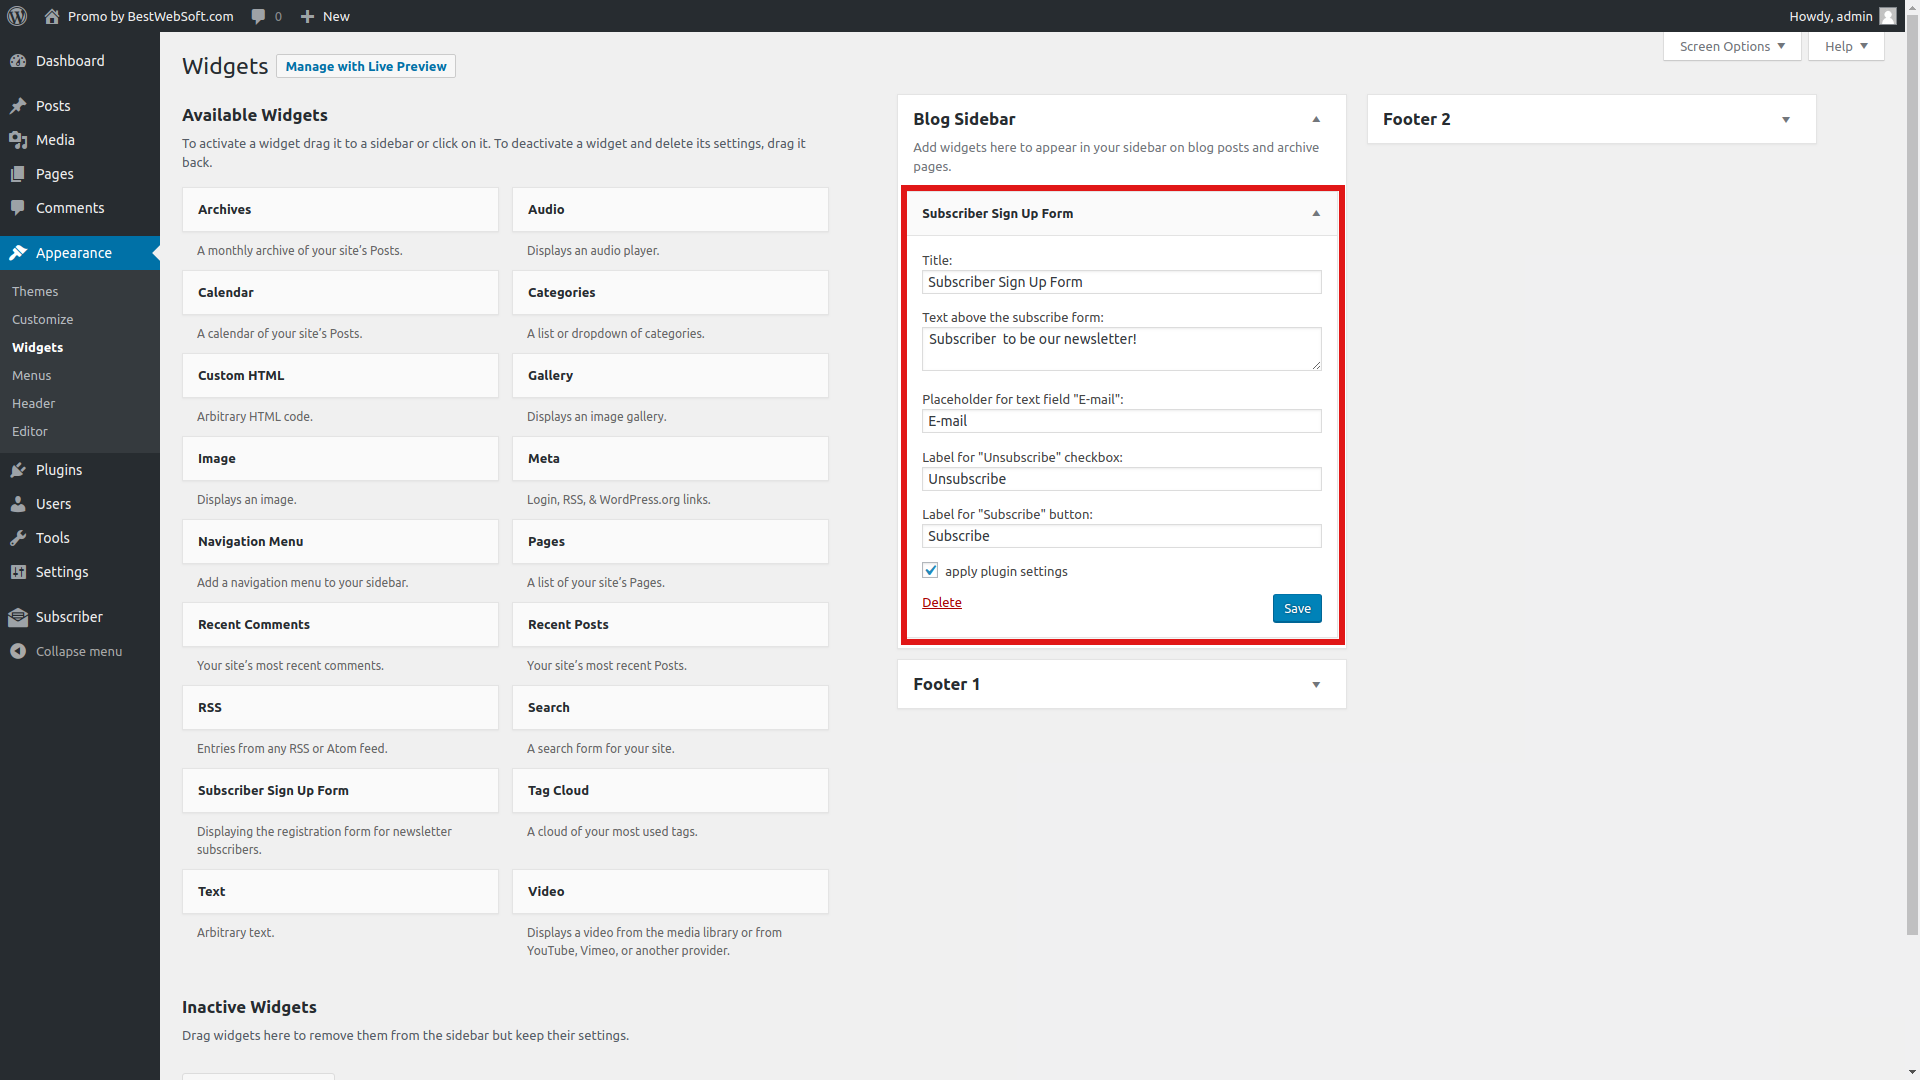 Promo by BestWebSoft.com 0 New Howdy, admin
Screen Options Help
Dashboard
Posts
Media
Pages
Comments
Appearance
Themes
Customize
Widgets
Menus
Header
Editor
Plugins
Users
Tools
Settings
Subscriber
Collapse menu
Widgets Manage with Live Preview
Available Widgets
To activate a widget drag it to a sidebar or click on it. To deactivate a widget and delete its settings, drag it
back.
Archives
A monthly archive of your site’s Posts.
Audio
Displays an audio player.
Calendar
A calendar of your site’s Posts.
Categories
A list or dropdown of categories.
Custom HTML
Arbitrary HTML code.
Gallery
Displays an image gallery.
Image
Displays an image.
Meta
Login, RSS, & WordPress.org links.
Navigation Menu
Add a navigation menu to your sidebar.
Pages
A list of your site’s Pages.
Recent Comments
Your site’s most recent comments.
Recent Posts
Your site’s most recent Posts.
RSS
Entries from any RSS or Atom feed.
Search
A search form for your site.
Subscriber Sign Up Form
Displaying the registration form for newsletter
subscribers.
Tag Cloud
A cloud of your most used tags.
Text
Arbitrary text.
Video
Displays a video from the media library or from
YouTube, Vimeo, or another provider.
Inactive Widgets
Drag widgets here to remove them from the sidebar but keep their settings.
Blog Sidebar
Add widgets here to appear in your sidebar on blog posts and archive
pages.
Subscriber Sign Up Form
Title:
Subscriber Sign Up Form
Text above the subscribe form:
Subscriber  to be our newsletter!
Placeholder for text field "E-mail":
E-mail
Label for "Unsubscribe" checkbox:
Unsubscribe
Label for "Subscribe" button:
Subscribe
apply plugin settings
Delete Save
Footer 1
Footer 2